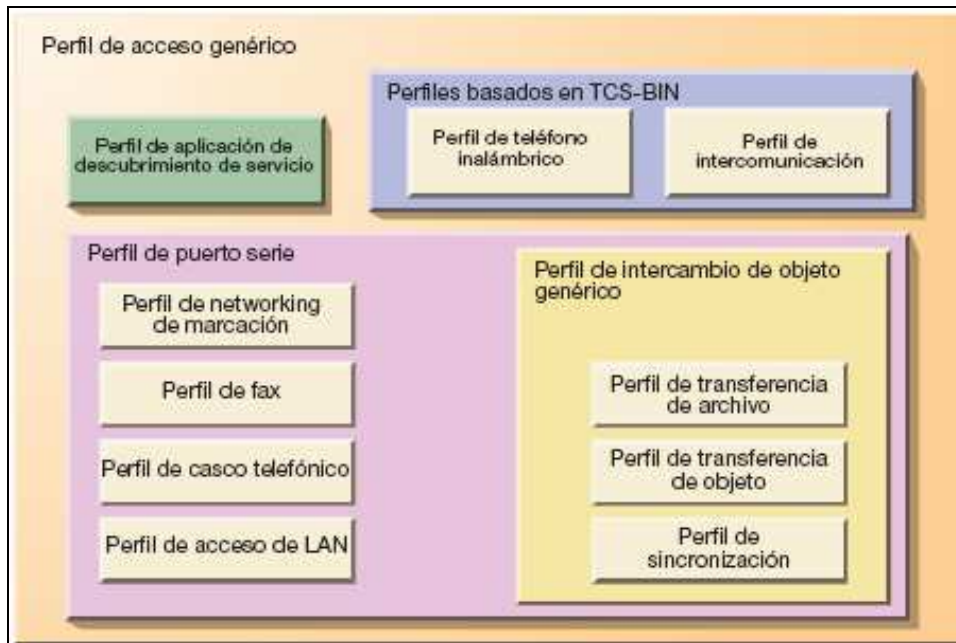 Perfil de acceso genérico
Perfiles basados en TCS-BIN
Perfil de aplicación de
descubrimiento de servicio
Perfil de teléfono
inalámbrico
Perfil de
intercomunicación
Perfil de puerto serie
Perfil de networking
de marcación
Perfil de fax
Perfil de casco telefónico
Perfil de acceso de LAN
Perfil de intercambio de objeto
genérico
Perfil de transferencia
de archivo
Perfil de transferencia
de objeto
Perfil de
sincronización